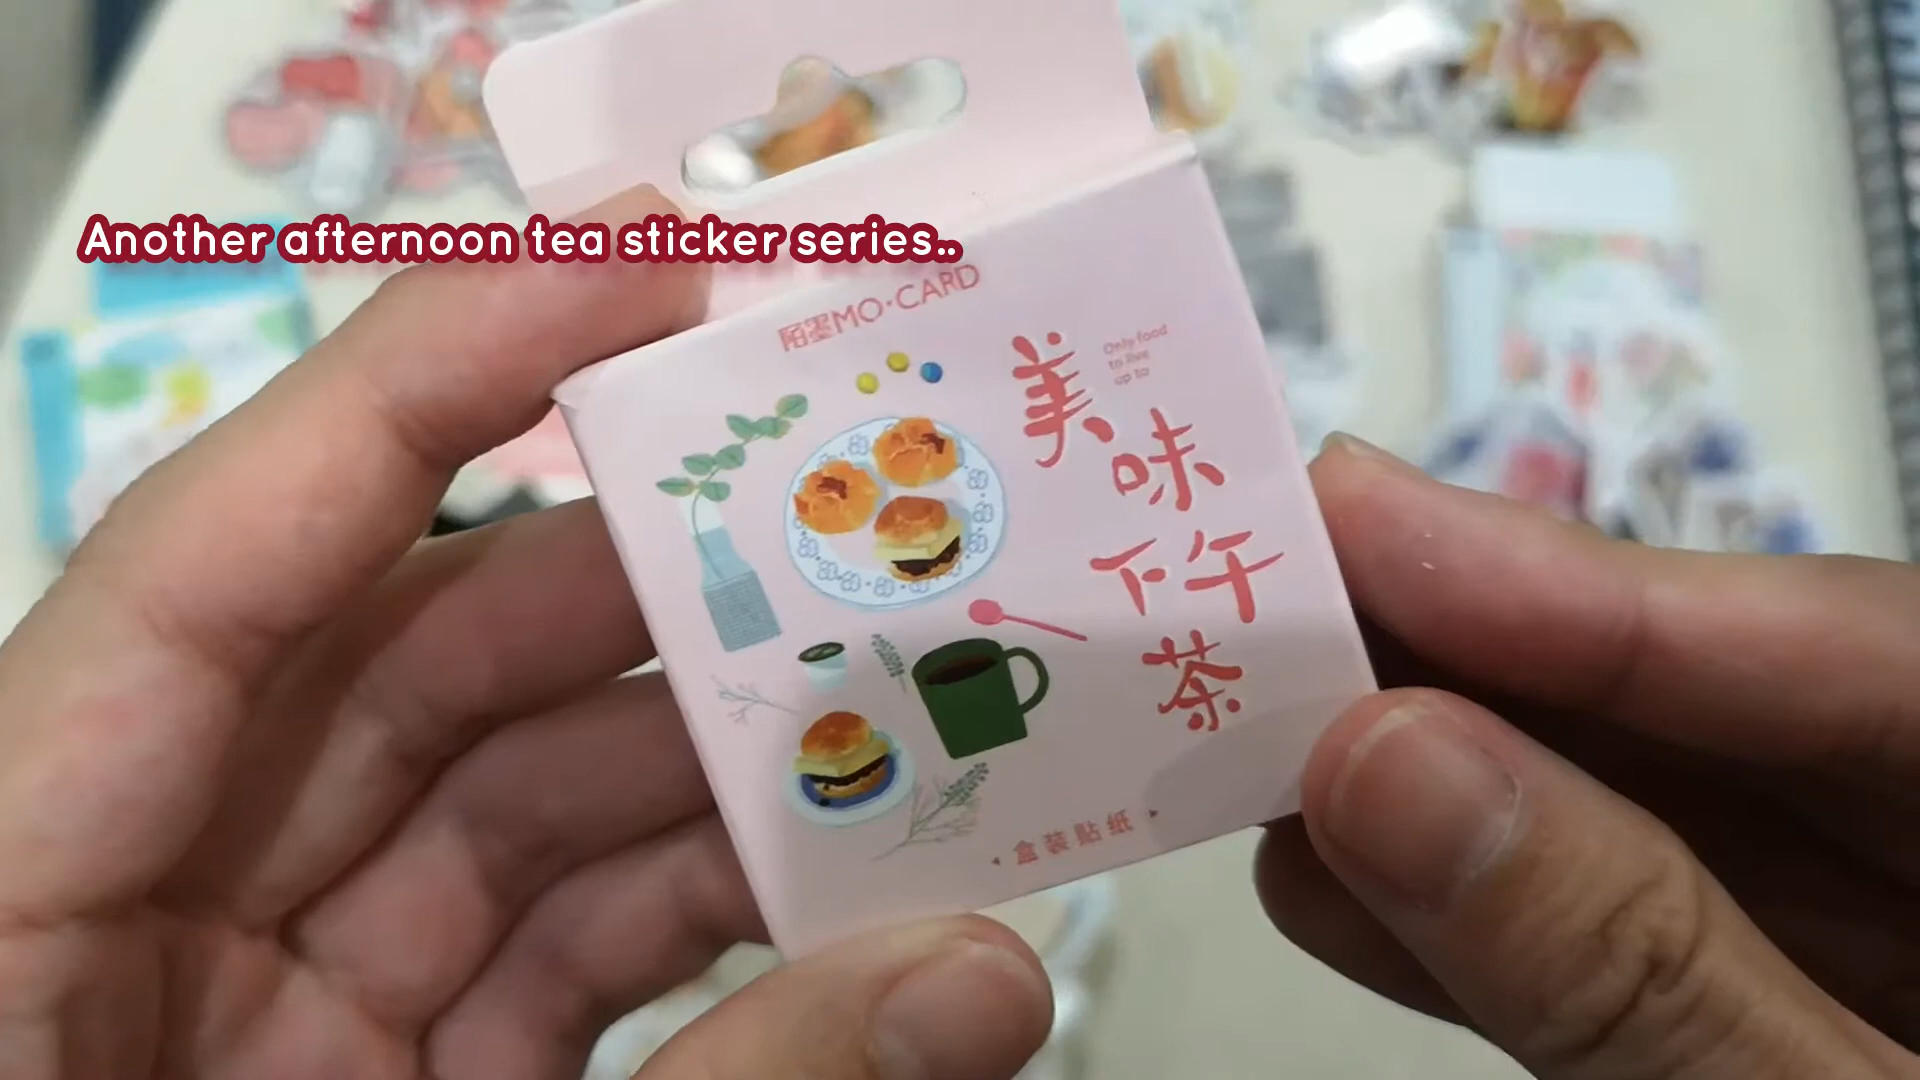 Another afternoon tea sticker series..
陌墨MO·CARD
美味下午茶
Only food
to live
up to
盒装贴纸